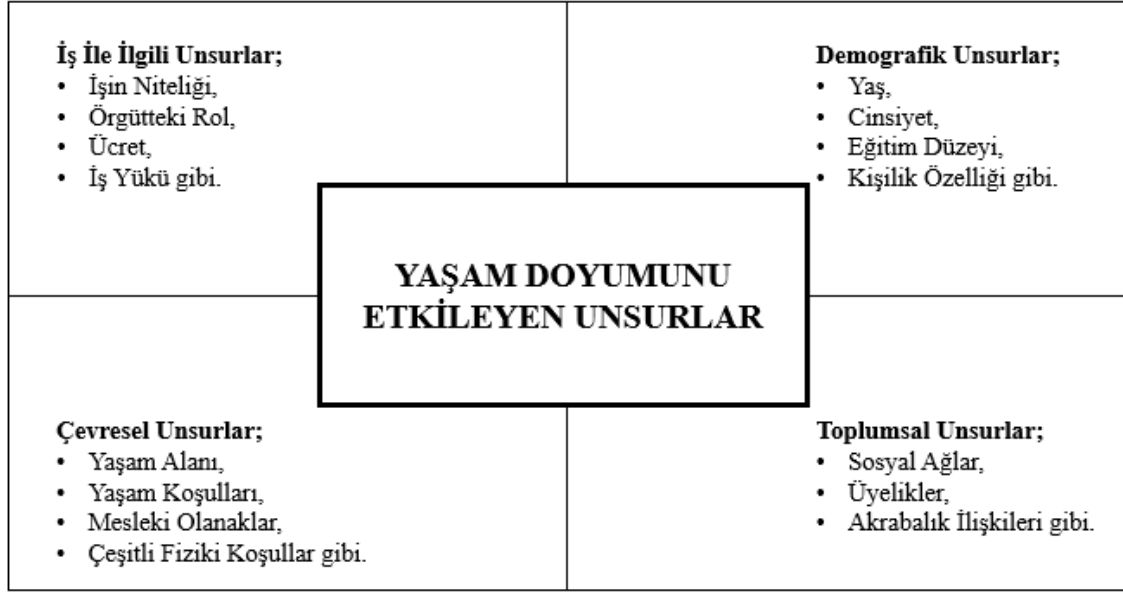 İş İle İlgili Unsurlar;
• İşin Niteliği,
• Örgütteki Rol,
• Ücret,
• İş Yükü gibi.
Demografik Unsurlar;
• Yaş,
• Cinsiyet,
• Eğitim Düzeyi,
• Kişilik Özelliği gibi.
YAŞAM DOYUMUNU
ETKİLEYEN UNSURLAR
Çevresel Unsurlar;
• Yaşam Alanı,
• Yaşam Koşulları,
• Mesleki Olanaklar,
• Çeşitli Fiziki Koşullar gibi.
Toplumsal Unsurlar;
• Sosyal Ağlar,
• Üyelikler,
• Akrabalık İlişkileri gibi.